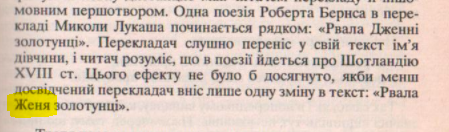 мовним першотвором. Одна поезія Роберта Бернса в пере-
кладі Миколи Лукаша починається рядком: «Рвала Дженні
золотунці». Перекладач слушно переніс у свій текст ім'я
дівчини, і читач розуміє, що в поезії йдеться про Шотландію
XVIII ст. Цього ефекту не було б досягнуто, якби менш
досвідчений перекладач вніс лише одну зміну в текст: «Рвала
Женя золотунці».